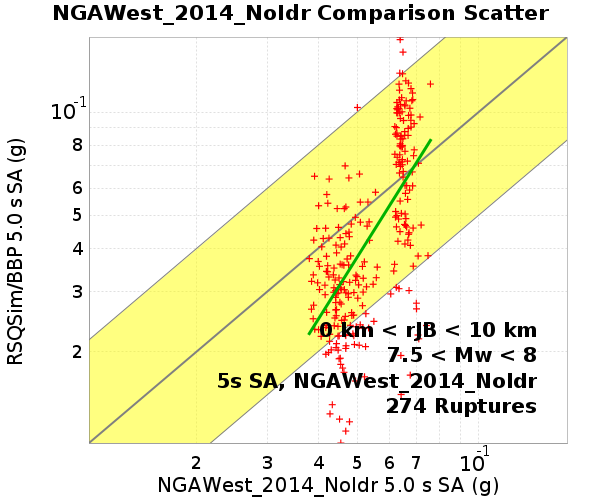 NGAWest_2014_NoIdr Comparison Scatter
RSQSim/BBP 5.0 s SA (g)
10-1
8
6
5
4
3
2
0 km < rJB < 10 km
7.5 < Mw < 8
5s SA, NGAWest_2014_NoIdr
274 Ruptures
2 3 4 5 6 7 10-1
NGAWest_2014_NoIdr 5.0 s SA (g)